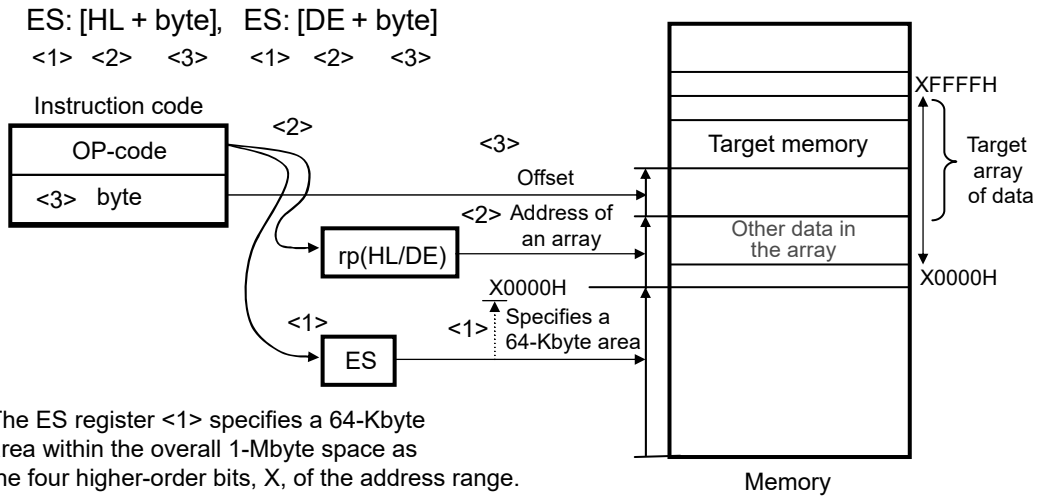 ES: [HL + byte], ES: [DE + byte]
<1> <2> <3> <1> <2> <3>
Instruction code
OP-code
<3> byte
<2>
<3>
Offset
<2> Address of
an array
rp(HL/DE)
X0000H
<1>
Specifies a
64-Kbyte area
<1>
ES
XFFFFH
Target memory
Target
array
of data
Other data in
the array
X0000H
Memory
he ES register <1> specifies a 64-Kbyte
rea within the overall 1-Mbyte space as
he four higher-order bits, X, of the address range.